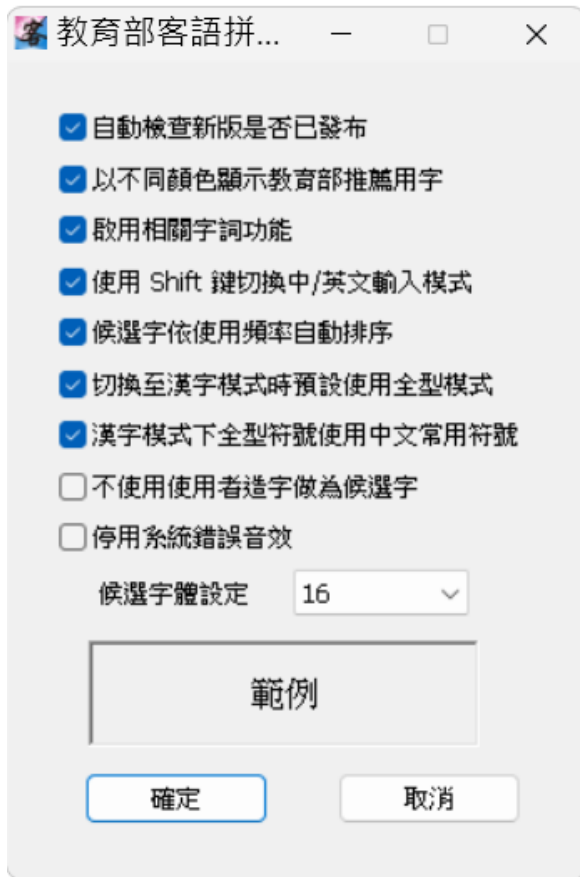 客 教育部客語拼...
自動檢查新版是否已發布
以不同顏色顯示教育部推薦用字
啟用相關字詞功能
使用 Shift 鍵切換中/英文輸入模式
候選字依使用頻率自動排序
切換至漢字模式時預設使用全型模式
漢字模式下全型符號使用中文常用符號
不使用使用者造字做為候選字
停用系統錯誤音效
候選字體設定 16
範例
確定 取消